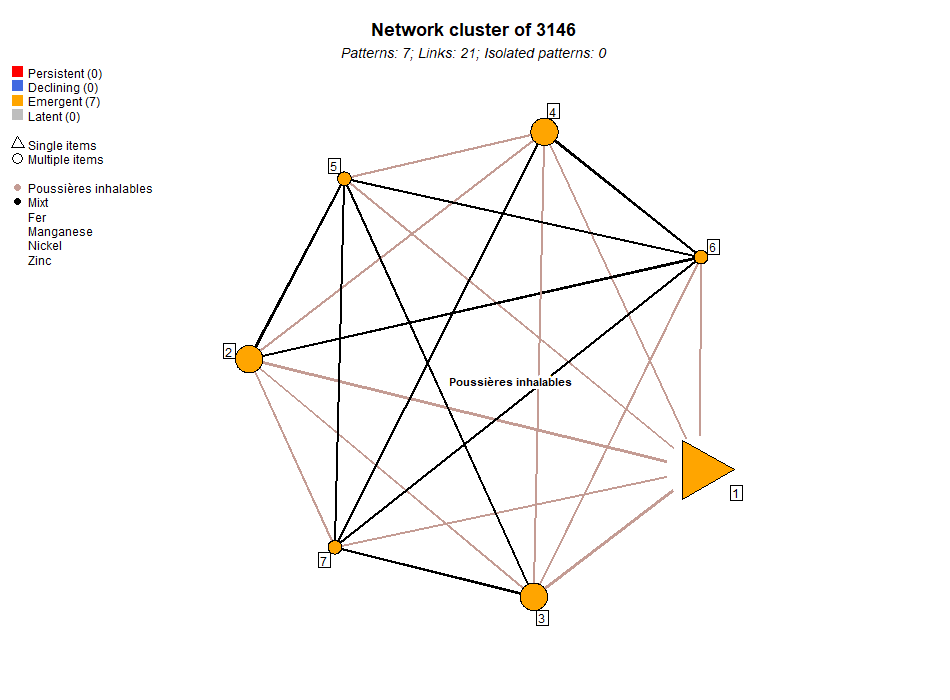 Network cluster of 3146
Patterns: 7; Links: 21; Isolated patterns: 0
Persistent (0)
Declining (0)
Emergent (7)
Latent (0)
Single items
Multiple items
Poussières inhalables
Mixt
Fer
Manganese
Nickel
Zinc
4
5
6
2
Poussières inhalables
1
7
3